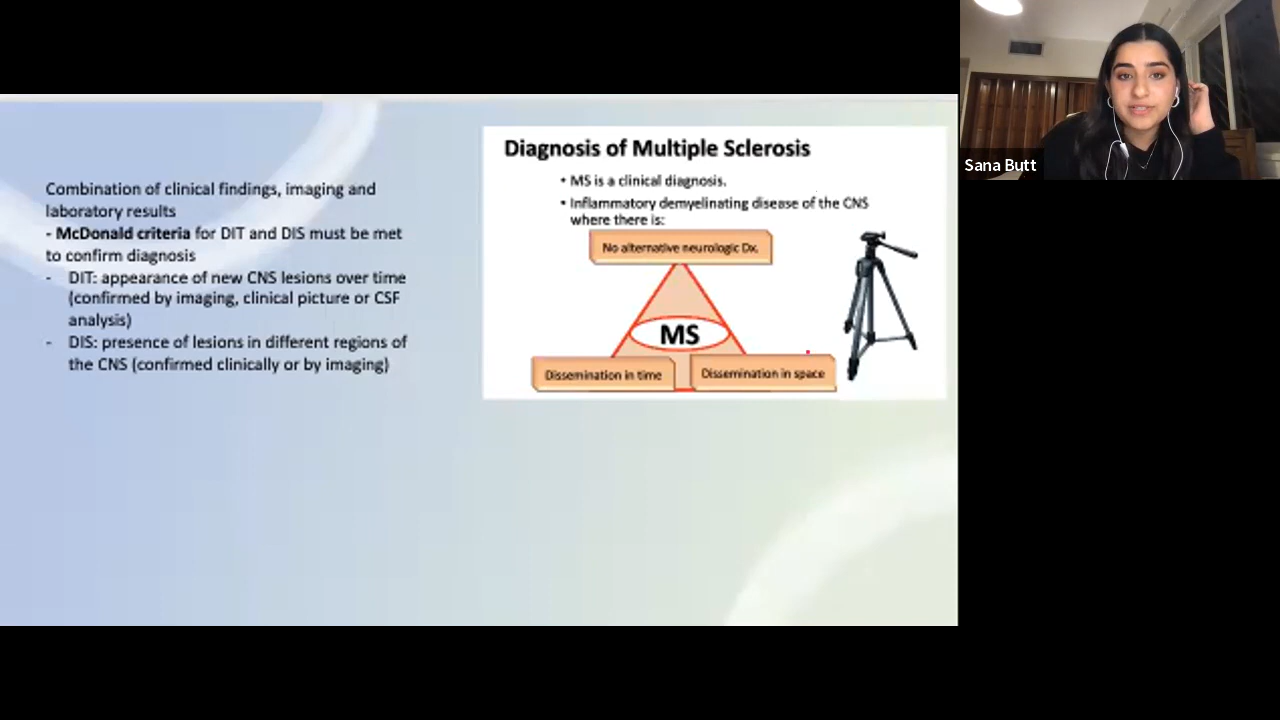 Combination of clinical findings, imaging and
laboratory results
- McDonald criteria for DIT and DIS must be met
to confirm diagnosis
- DIT: appearance of new CNS lesions over time
(confirmed by imaging, clinical picture or CSF
analysis)
- DIS: presence of lesions in different regions of
the CNS (confirmed clinically or by imaging)
Diagnosis of Multiple Sclerosis
• MS is a clinical diagnosis.
• Inflammatory demyelinating disease of the CNS
where there is:
No alternative neurologic Dx.
MS
Dissemination in time
Dissemination in space
Sana Butt